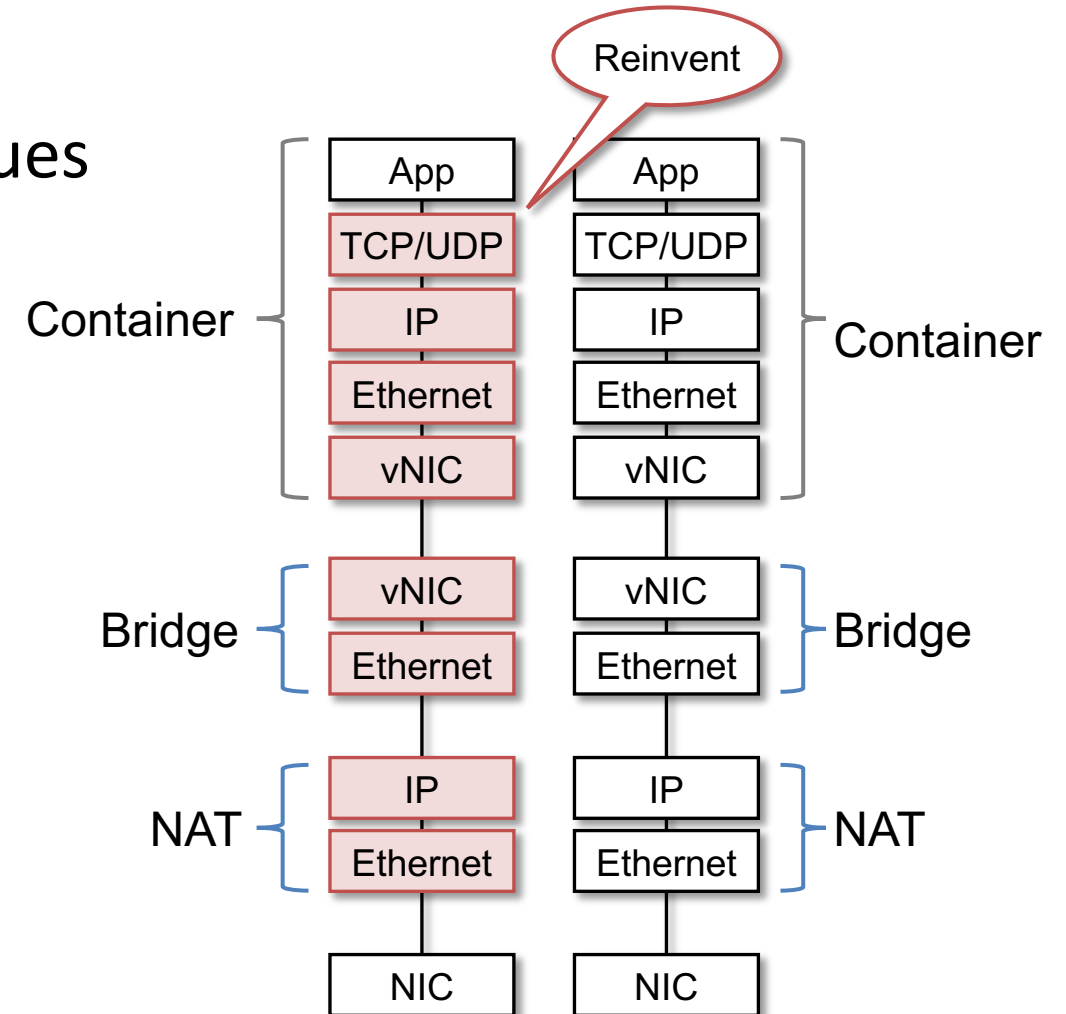 Reinvent
ues
App
App
TCP/UDP
TCP/UDP
Container
IP
IP
Container
Ethernet
Ethernet
vNIC
vNIC
vNIC
vNIC
Bridge
Bridge
Ethernet
Ethernet
IP
IP
NAT
NAT
Ethernet
Ethernet
NIC
NIC